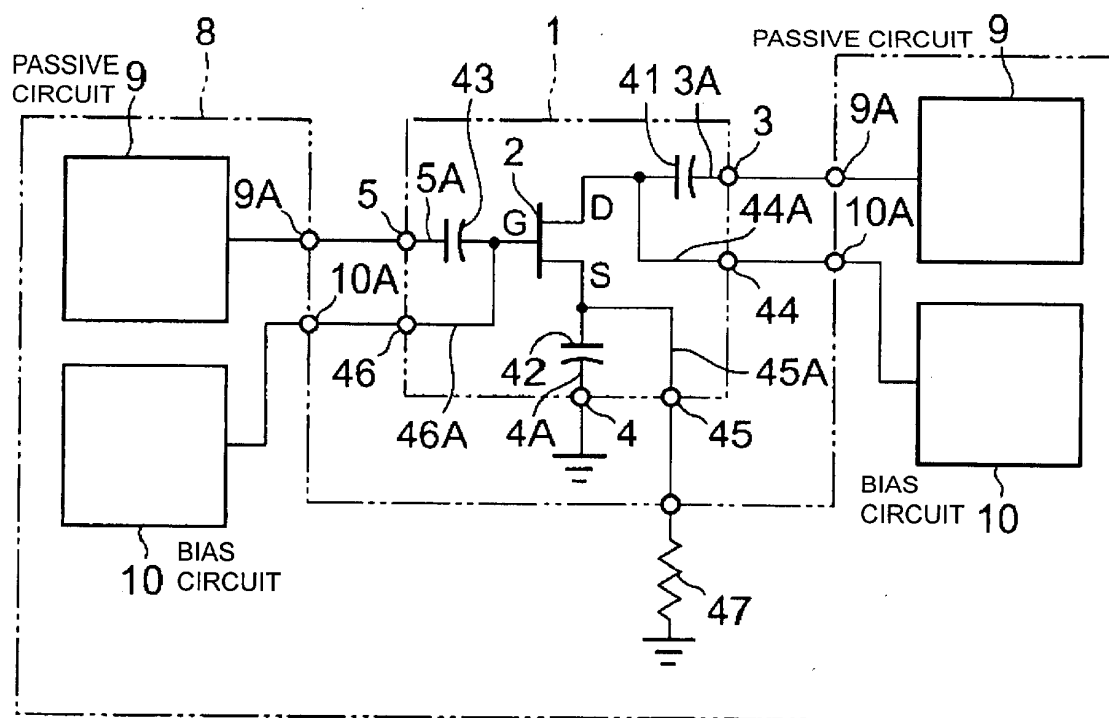 8
1
PASSIVE CIRCUIT
9
PASSIVE
CIRCUIT
9
43
41
3A
3
9A
2
5A
9A
5
G
D
44A
10A
S
10A
44
42
45A
46
46A
4A
4
45
BIAS
CIRCUIT
10
10
BIAS
CIRCUIT
47